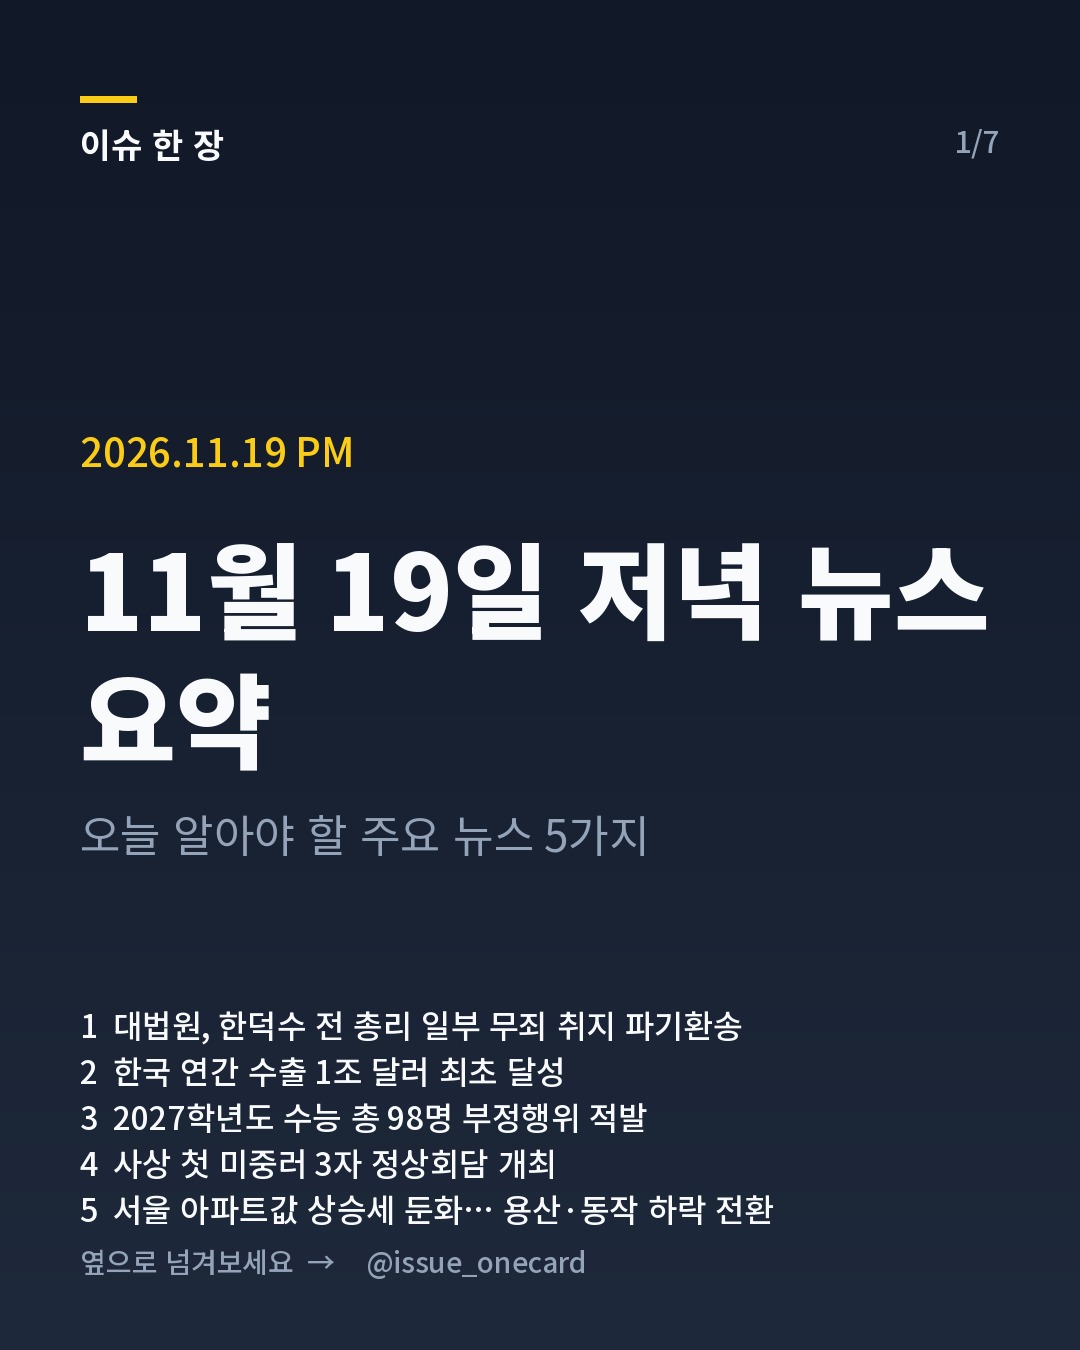 이슈 한 장
1/7
2026.11.19 PM
11월 19일 저녁 뉴스
요약
오늘 알아야 할 주요 뉴스 5가지
1 대법원, 한덕수 전 총리 일부 무죄 취지 파기환송
2 한국 연간 수출 1조 달러 최초 달성
3 2027학년도 수능 총 98명 부정행위 적발
4 사상 첫 미중러 3자 정상회담 개최
5 서울 아파트값 상승세 둔화… 용산·동작 하락 전환
옆으로 넘겨보세요 → @issue_onecard